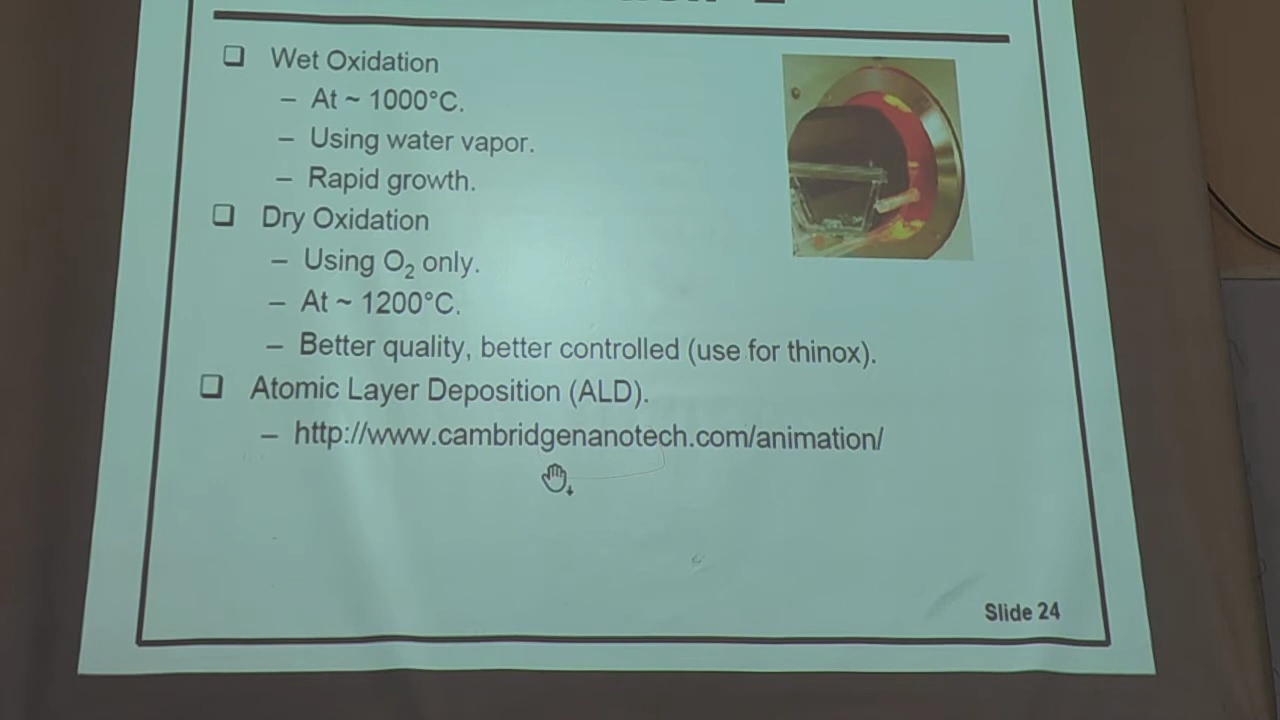 ❑ Wet Oxidation
– At ~ 1000°C.
– Using water vapor.
– Rapid growth.
❑ Dry Oxidation
– Using O₂ only.
– At ~ 1200°C.
– Better quality, better controlled (use for thinox).
❑ Atomic Layer Deposition (ALD).
– http://www.cambridgenanotech.com/animation/
Slide 24